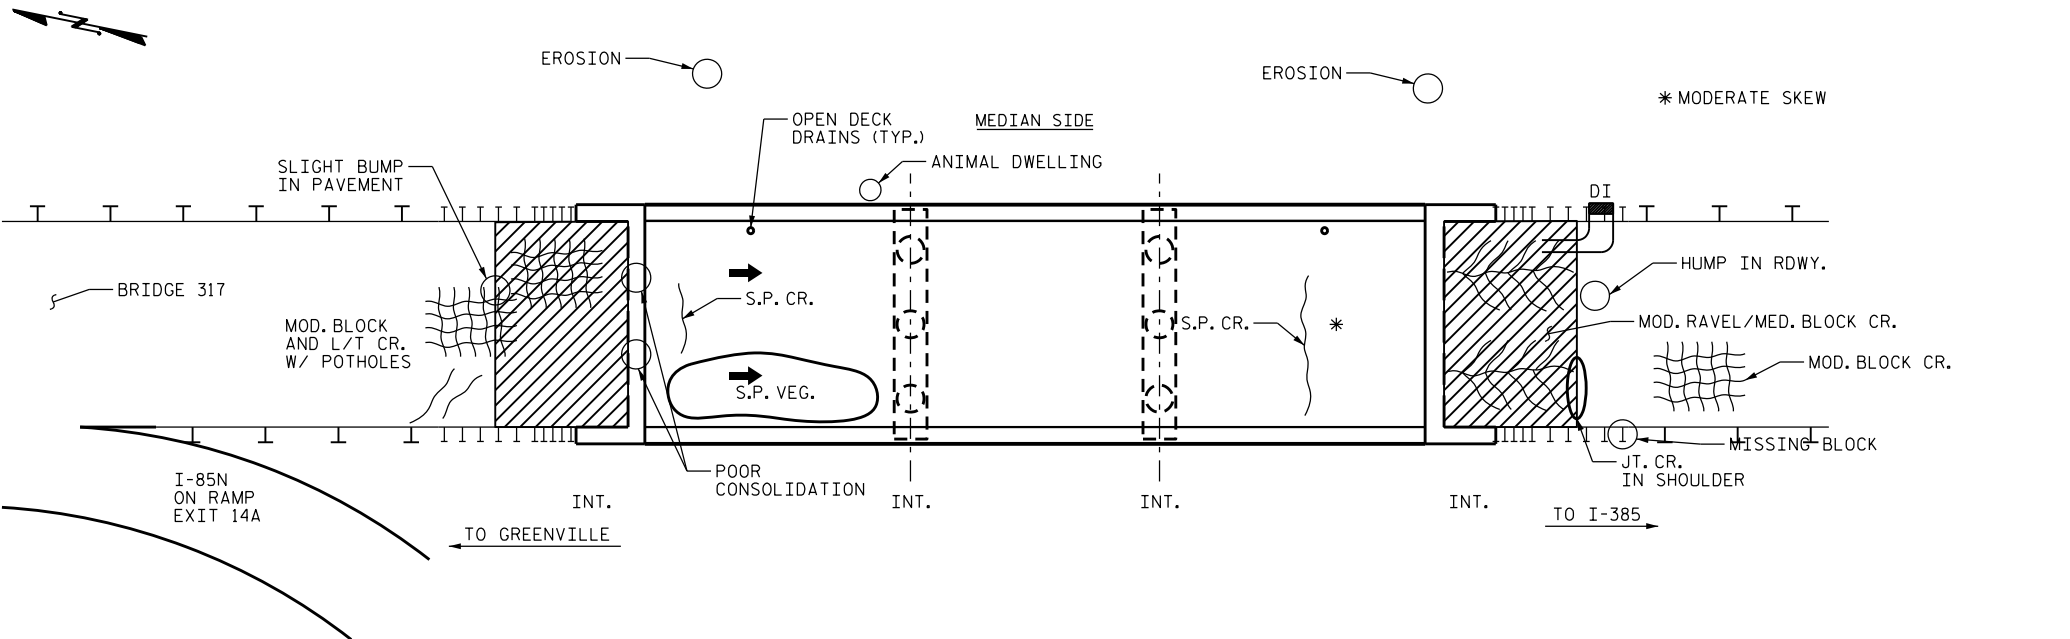 EROSION
EROSION
* MODERATE SKEW
OPEN DECK
DRAINS (TYP.)
MEDIAN SIDE
ANIMAL DWELLING
SLIGHT BUMP
IN PAVEMENT
DI
BRIDGE 317
HUMP IN RDWY.
S.P. CR.
MOD. BLOCK
AND L/T CR.
W/ POTHOLES
S.P. CR.
*
MOD. RAVEL/MED. BLOCK CR.
MOD. BLOCK CR.
S.P. VEG.
MISSING BLOCK
JT. CR.
IN SHOULDER
POOR
CONSOLIDATION
I-85N
ON RAMP
EXIT 14A
INT.
INT.
INT.
INT.
TO GREENVILLE
TO I-385